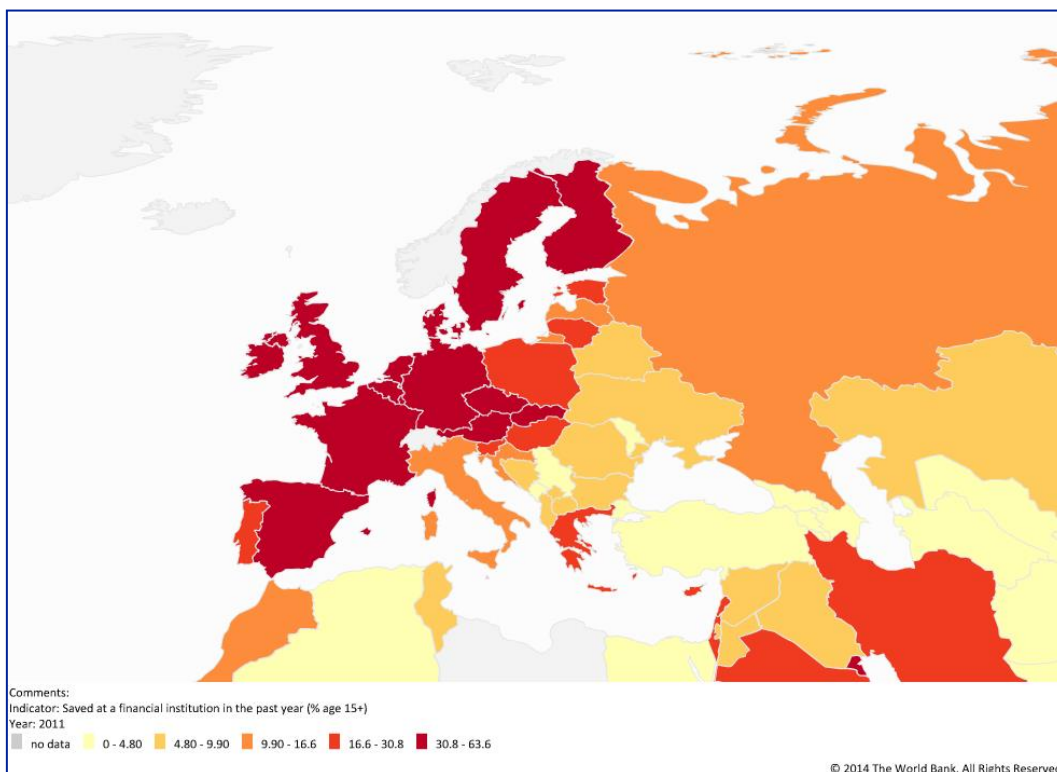 Comments:
Indicator: Saved at a financial institution in the past year (% age 15+)
Year: 2011
no data 0 - 4.80 4.80 - 9.90 9.90 - 16.6 16.6 - 30.8 30.8 - 63.6
© 2014 The World Bank, All Rights Reserved